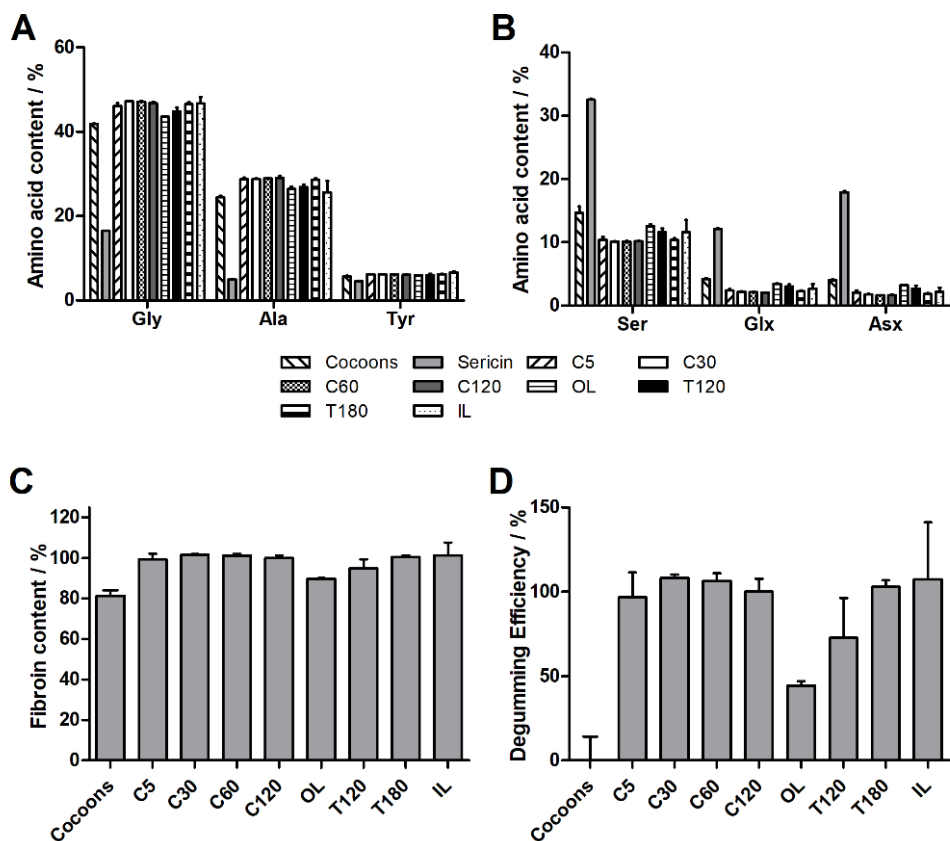 A
Amino acid content / %
60
40
20
0
Gly Ala Tyr
B
Amino acid content / %
40
30
20
10
0
Ser Glx Asx
Cocoons Sericin C5 C30
C60 C120 OL T120
T180 IL
C
Fibroin content / %
120
100
80
60
40
20
0
Cocoons C5 C30 C60 C120 OL T120 T180 IL
D
Degumming Efficiency / %
150
100
50
0
Cocoons C5 C30 C60 C120 OL T120 T180 IL